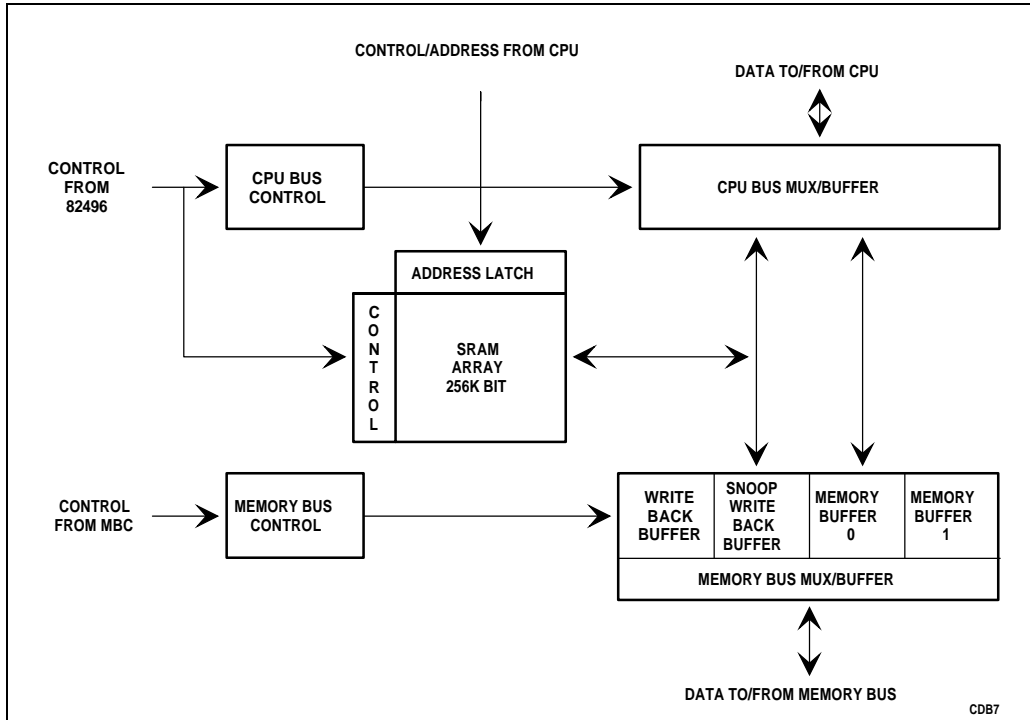 CONTROL/ADDRESS FROM CPU
DATA TO/FROM CPU
CONTROL
FROM
82496
CPU BUS
CONTROL
CPU BUS MUX/BUFFER
ADDRESS LATCH
C
O
N
T
R
O
L
SRAM
ARRAY
256K BIT
CONTROL
FROM MBC
MEMORY BUS
CONTROL
WRITE
BACK
BUFFER
SNOOP
WRITE
BACK
BUFFER
MEMORY
BUFFER
0
MEMORY
BUFFER
1
MEMORY BUS MUX/BUFFER
DATA TO/FROM MEMORY BUS
CDB7